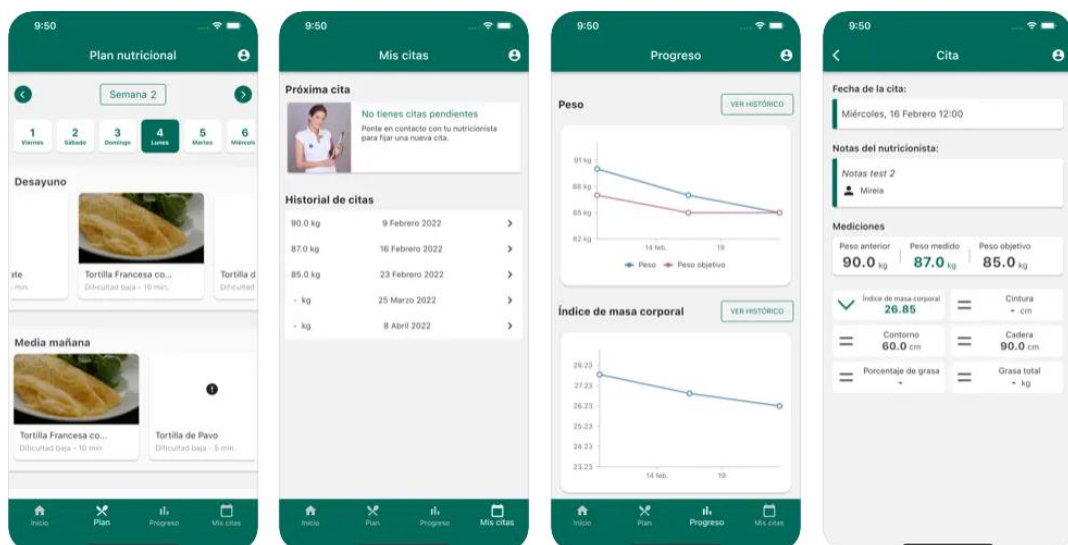 9:50
Plan nutricional
Semana 2
1 2 3 4 5 6
Viernes Sábado Domingo Lunes Martes Miércole
Desayuno
Tortilla Francesa co...
Tortilla d
min.
Dificultad baja - 10 min.
Dificultad
Media mañana
Tortilla Francesa co...
Tortilla de Pavo
Dificultad baja - 10 min.
Dificultad baja - 5 min.
Inicio Plan Progreso Mis citas
9:50
Mis citas
Próxima cita
No tienes citas pendientes
Ponte en contacto con tu nutricionista
para fijar una nueva cita.
Historial de citas
90.0 kg 9 Febrero 2022
87.0 kg 16 Febrero 2022
85.0 kg 23 Febrero 2022
- kg 25 Marzo 2022
- kg 8 Abril 2022
Inicio Plan Progreso Mis citas
9:50
Progreso
Peso VER HISTÓRICO
91 kg
88 kg
85 kg
82 kg
14 feb. 19
Peso Peso objetivo
Índice de masa corporal VER HISTÓRICO
28.23
27.23
26.23
25.23
24.23
23.23
14 feb. 19
Inicio Plan Progreso Mis citas
9:50
Cita
Fecha de la cita:
Miércoles, 16 Febrero 12:00
Notas del nutricionista:
Notas test 2
Mireia
Mediciones
Peso anterior Peso medido Peso objetivo
90.0 kg 87.0 kg 85.0 kg
Índice de masa corporal Cintura
26.85 - cm
Contorno Cadera
60.0 cm 90.0 cm
Porcentaje de grasa Grasa total
- - kg